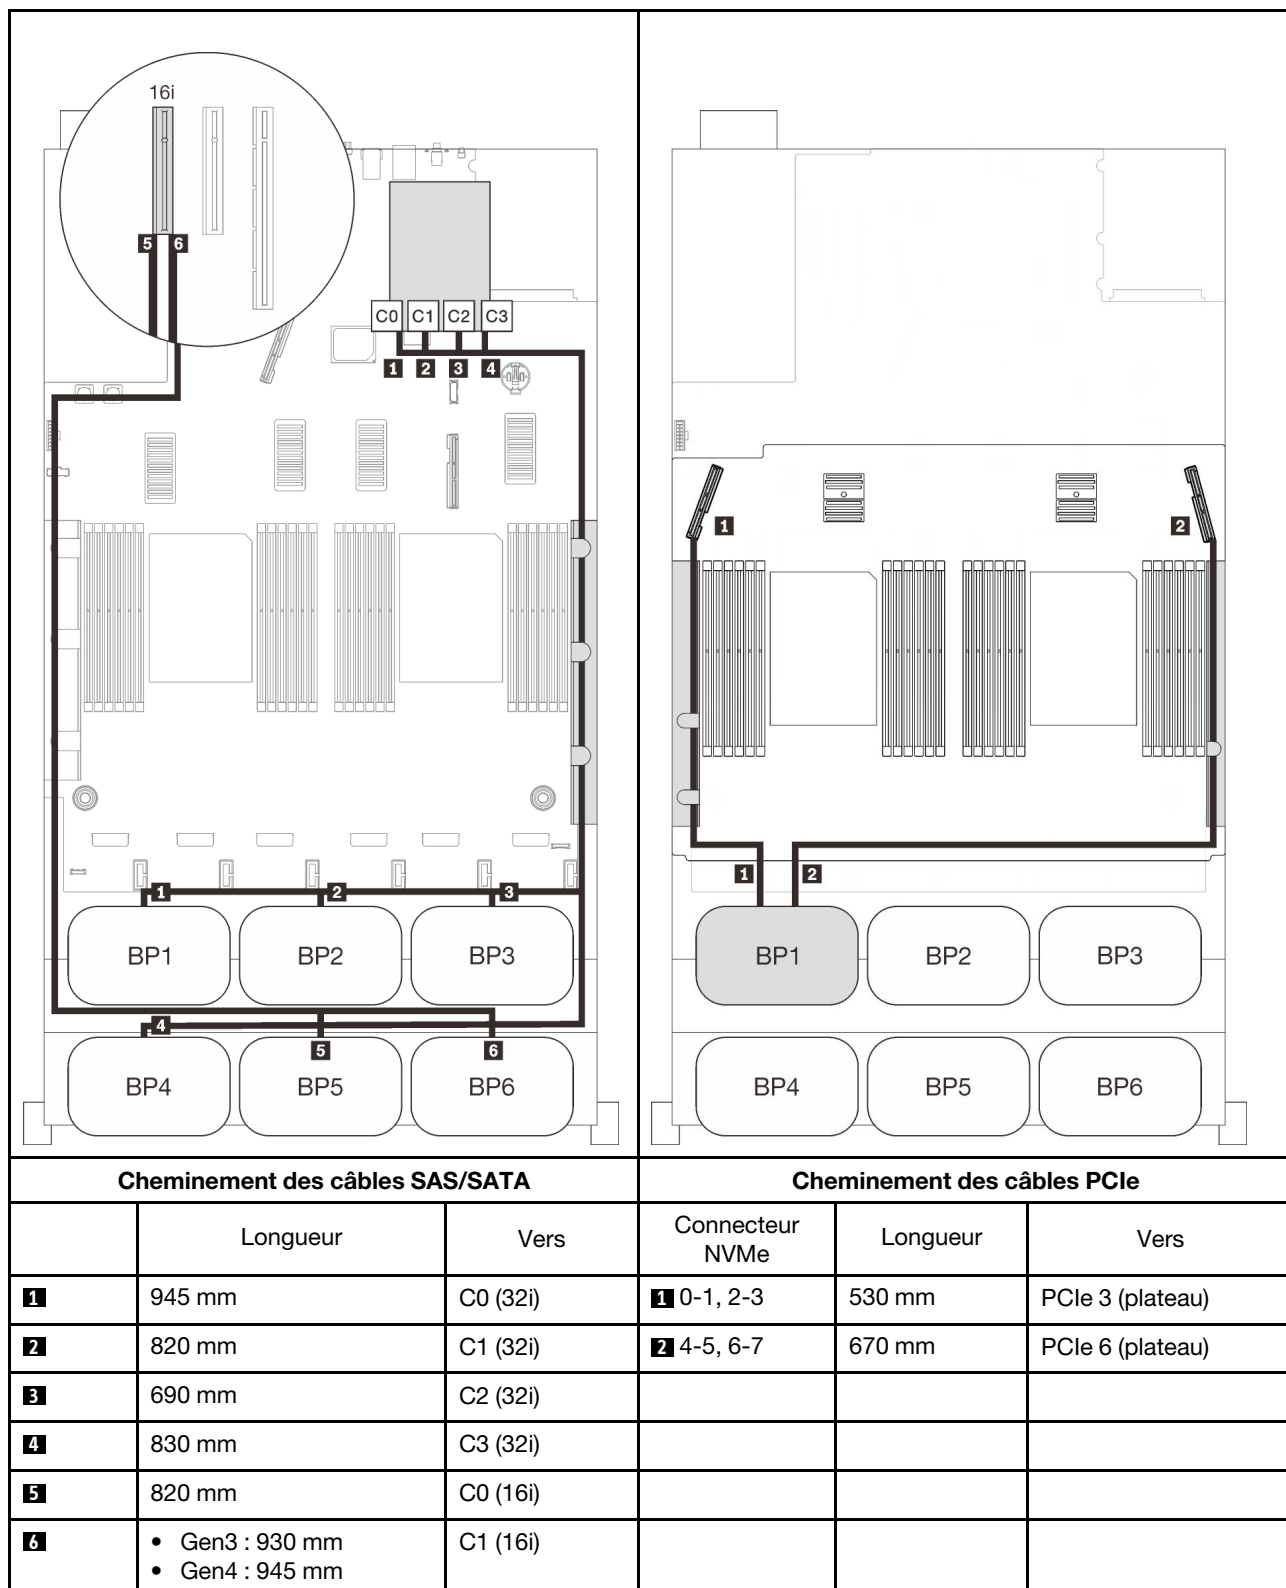 16i
5 6
C0 C1 C2 C3
1 2 3 4
1 2 3
BP1 BP2 BP3
4
5 6
BP4 BP5 BP6
1 2
1 2
BP1 BP2 BP3
BP4 BP5 BP6
Cheminement des câbles SAS/SATA
Cheminement des câbles PCIe
Longueur Vers Connecteur NVMe Longueur Vers
1 945 mm C0 (32i) 1 0-1, 2-3 530 mm PCIe 3 (plateau)
2 820 mm C1 (32i) 2 4-5, 6-7 670 mm PCIe 6 (plateau)
3 690 mm C2 (32i)
4 830 mm C3 (32i)
5 820 mm C0 (16i)
6 • Gen3 : 930 mm C1 (16i)
• Gen4 : 945 mm